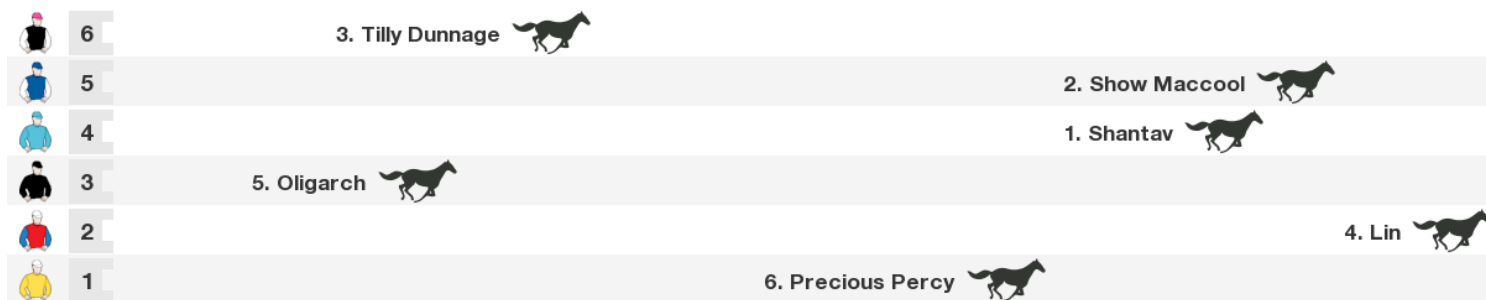 6 3. Tilly Dunnage
5 2. Show Maccool
4 1. Shantav
3 5. Oligarch
2 4. Lin
1 6. Precious Percy